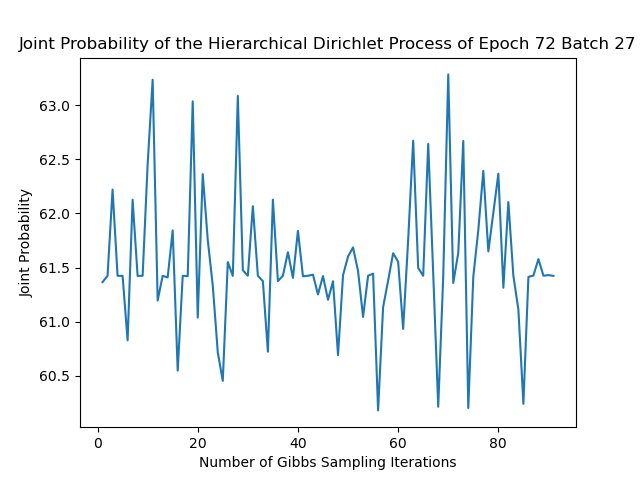 Joint Probability of the Hierarchical Dirichlet Process of Epoch 72 Batch 27
Joint Probability
63.0
62.5
62.0
61.5
61.0
60.5
0 20 40 60 80
Number of Gibbs Sampling Iterations